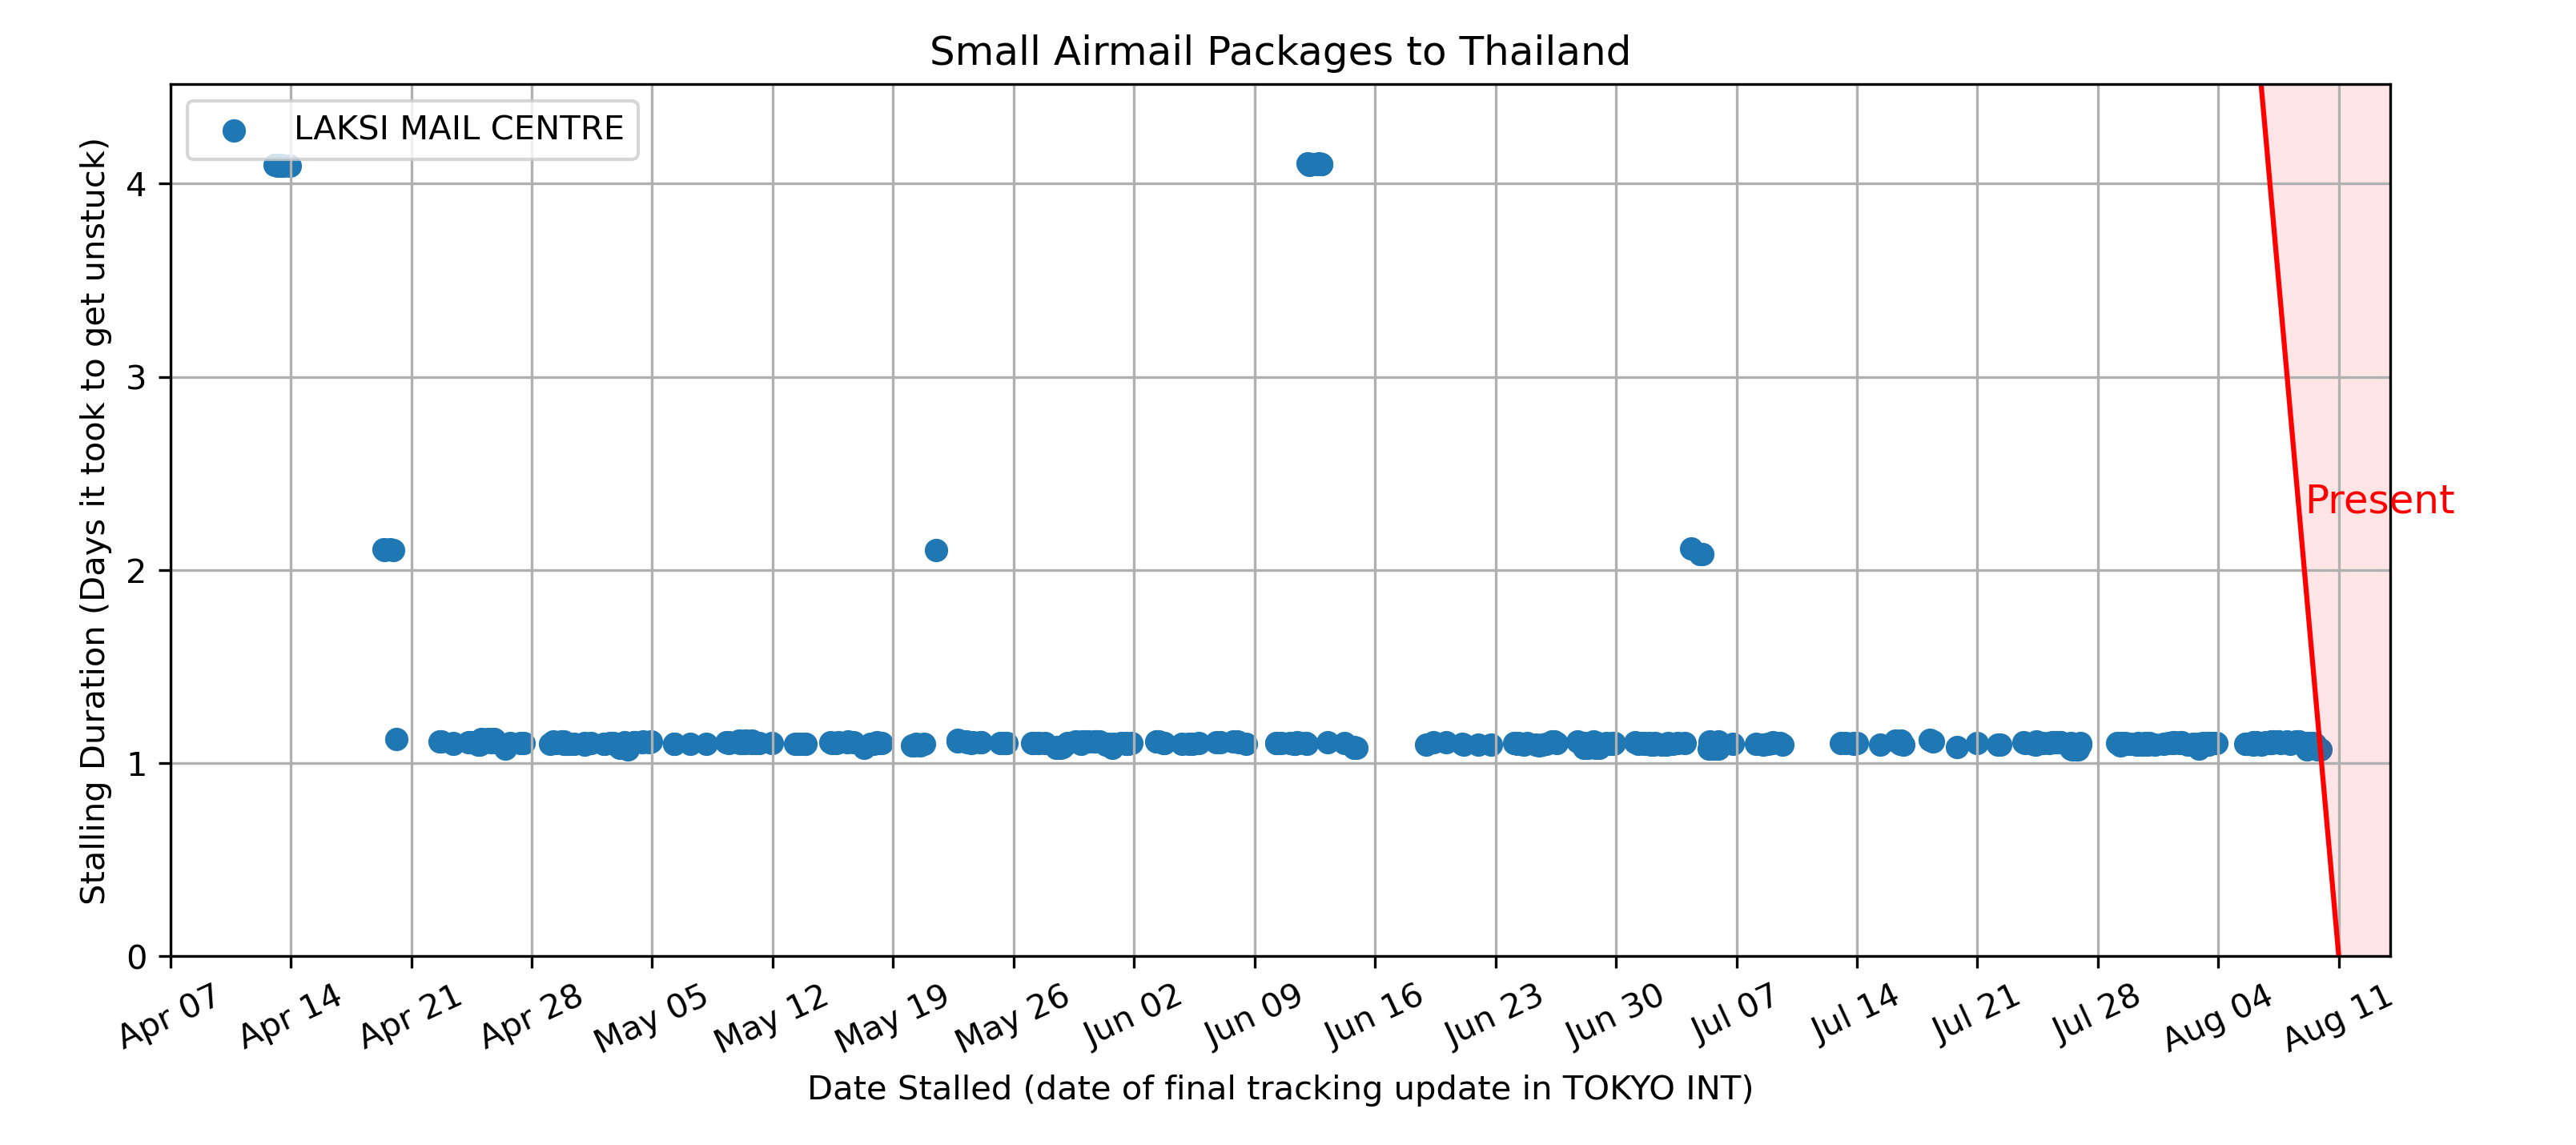 Small Airmail Packages to Thailand
LAKSI MAIL CENTRE
Stalling Duration (Days it took to get unstuck)
4
3
2
1
0
Present
Apr 07
Apr 14
Apr 21
Apr 28
May 05
May 12
May 19
May 26
Jun 02
Jun 09
Jun 16
Jun 23
Jun 30
Jul 07
Jul 14
Jul 21
Jul 28
Aug 04
Aug 11
Date Stalled (date of final tracking update in TOKYO INT)